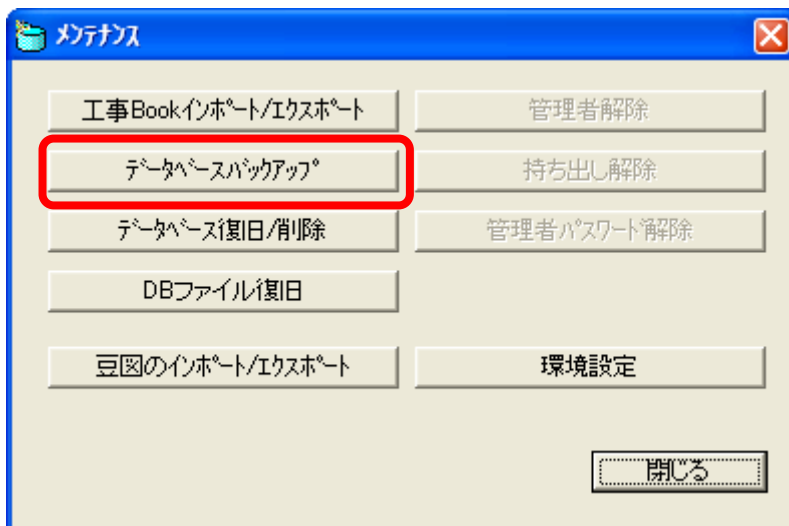 ﾒﾝﾃﾅﾝｽ
工事Bookｲﾝﾎﾟｰﾄ/ｴｸｽﾎﾟｰﾄ
管理者解除
ﾃﾞｰﾀﾍﾞｰｽﾊﾞｯｸｱｯﾌﾟ
持ち出し解除
ﾃﾞｰﾀﾍﾞｰｽ復旧/削除
管理者ﾊﾟｽﾜｰﾄﾞ解除
DBファイル復旧
豆図のｲﾝﾎﾟｰﾄ/ｴｸｽﾎﾟｰﾄ
環境設定
閉じる